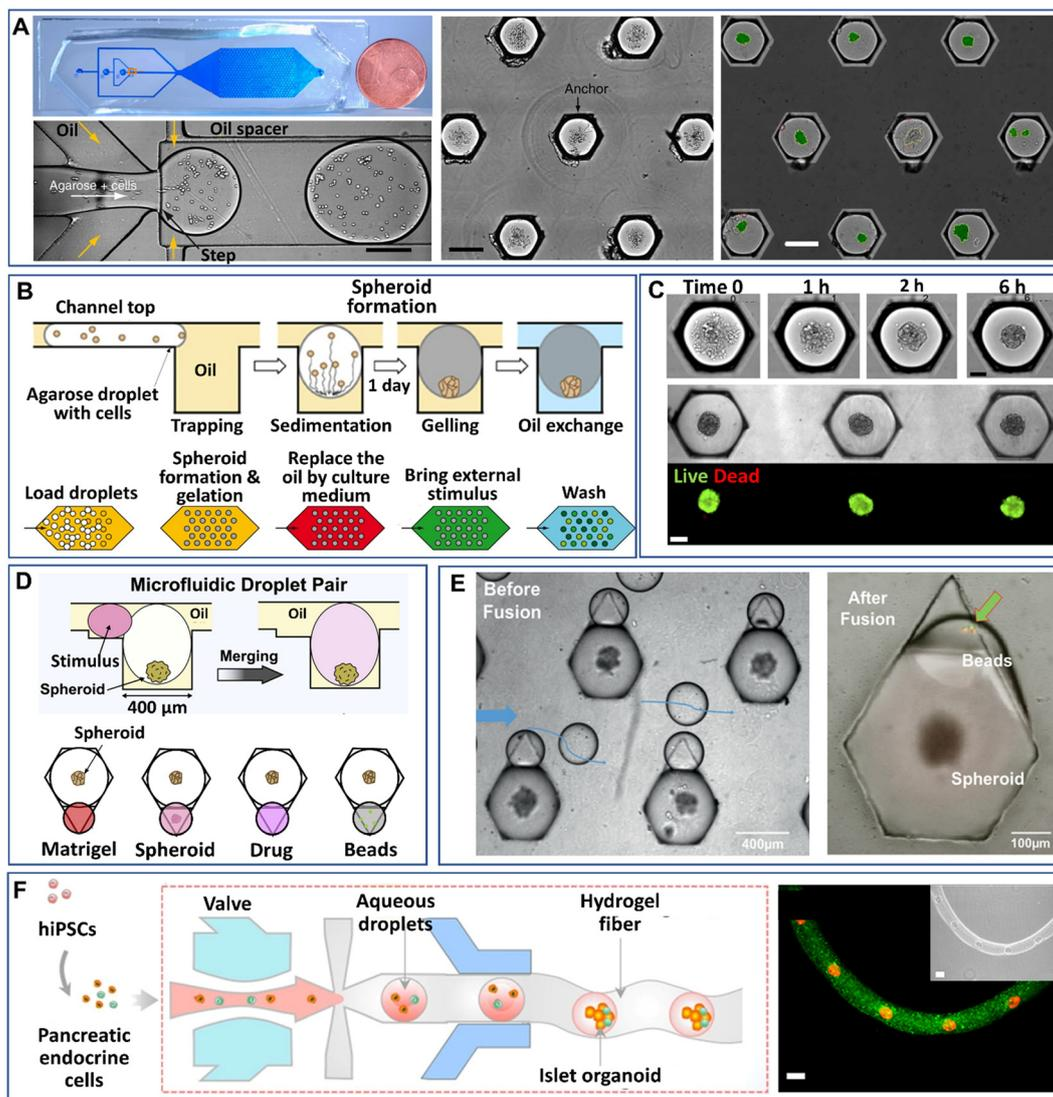 A
Oil
Oil spacer
Agarose + cells
Step
Anchor
B
Channel top
Spheroid
formation
Oil
1 day
Agarose droplet
with cells
Trapping
Sedimentation
Gelling
Oil exchange
Load droplets
Spheroid
formation &
gelation
Replace the
oil by culture
medium
Bring external
stimulus
Wash
C
Time 0
1 h
2 h
6 h
0
1
2
6
Live Dead
D
Microfluidic Droplet Pair
Oil
Oil
Stimulus
Merging
Spheroid
400 µm
Spheroid
Matrigel
Spheroid
Drug
Beads
E
Before
Fusion
400µm
After
Fusion
Beads
Spheroid
100µm
F
hiPSCs
Pancreatic
endocrine
cells
Valve
Aqueous
droplets
Hydrogel
fiber
Islet organoid